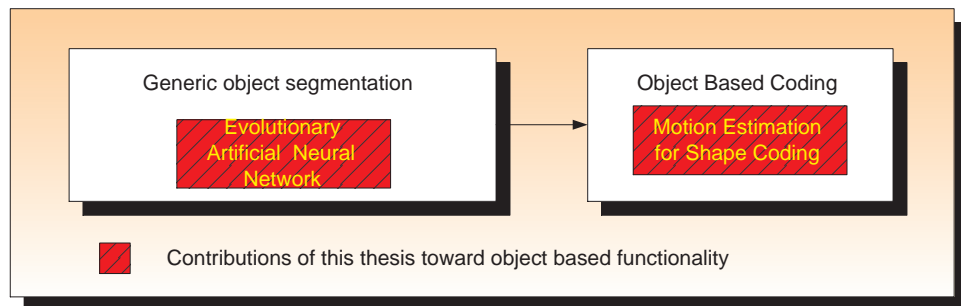 Generic object segmentation
Evolutionary
Artificial Neural
Network
Object Based Coding
Motion Estimation
for Shape Coding
Contributions of this thesis toward object based functionality